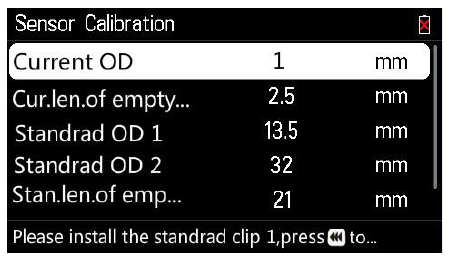 Sensor Calibration
Current OD 1 mm
Cur.len.of empty... 2.5 mm
Standrad OD 1 13.5 mm
Standrad OD 2 32 mm
Stan.len.of emp... 21 mm
Please install the standrad clip 1,press to...